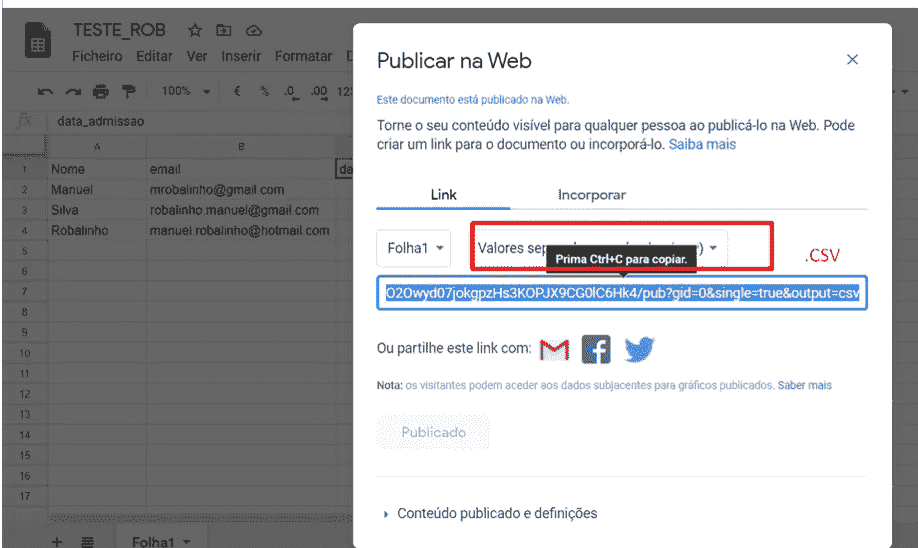 TESTE_ROB
Ficheiro Editar Ver Inserir Formatar
100% € % .0 .00 123
fx data_admissao
A B
1 Nome email
2 Manuel mrobalinho@gmail.com
3 Silva robalinho.manuel@gmail.com
4 Robalinho manuel.robalinho@hotmail.com
5
6
7
8
9
10
11
12
13
14
15
16
17
Folha1
Publicar na Web
Este documento está publicado na Web.
Torne o seu conteúdo visível para qualquer pessoa ao publicá-lo na Web. Pode
criar um link para o documento ou incorporá-lo. Saiba mais
Link Incorporar
Folha1 Valores
.CSV
Prima Ctrl+C para copiar.
O2Owyd07jokgpzHs3KOPJX9CG0lC6Hk4/pub?gid=0&single=true&output=csv
Ou partilhe este link com:
Nota: os visitantes podem aceder aos dados subjacentes para gráficos publicados. Saber mais
Publicado
Conteúdo publicado e definições